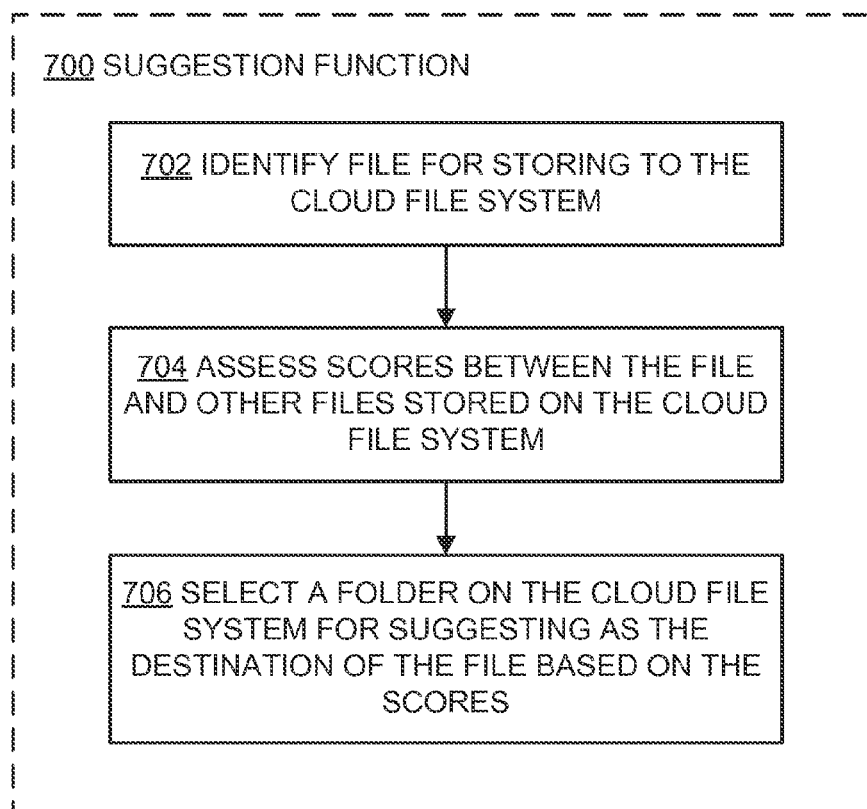 700 SUGGESTION FUNCTION
702 IDENTIFY FILE FOR STORING TO THE
CLOUD FILE SYSTEM
704 ASSESS SCORES BETWEEN THE FILE
AND OTHER FILES STORED ON THE CLOUD
FILE SYSTEM
706 SELECT A FOLDER ON THE CLOUD FILE
SYSTEM FOR SUGGESTING AS THE
DESTINATION OF THE FILE BASED ON THE
SCORES